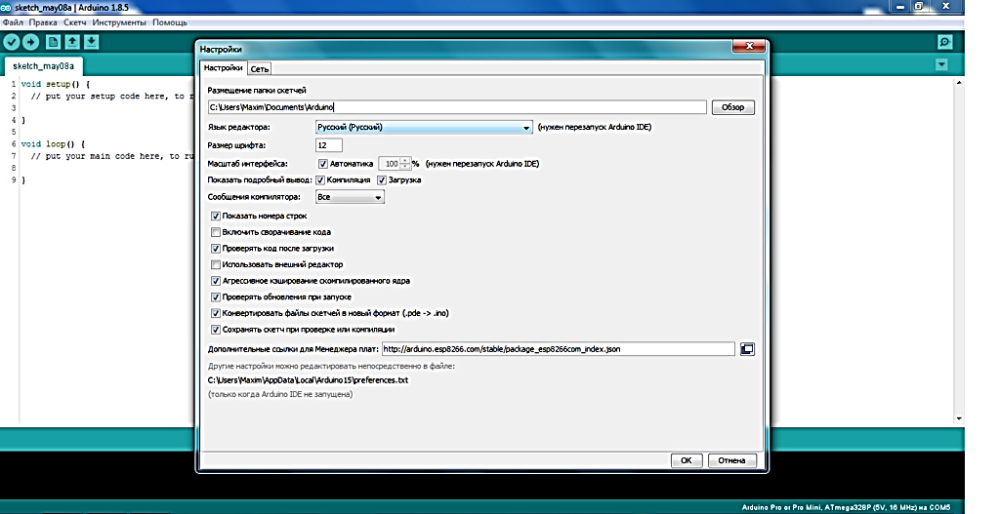 sketch_may08a | Arduino 1.8.5
Файл Правка Скетч Инструменты Помощь
sketch_may08a
1 void setup() {
2 // put your setup code here, to r
3
4 }
5
6 void loop() {
7 // put your main code here, to ru
8
9 }
Настройки
Настройки Сеть
Размещение папки скетчей
C:\Users\Maxim\Documents\Arduino
Обзор
Язык редактора: Русский (Русский) (нужен перезапуск Arduino IDE)
Размер шрифта: 12
Масштаб интерфейса: Автоматика 100 % (нужен перезапуск Arduino IDE)
Показать подробный вывод: Компиляция Загрузка
Сообщения компилятора: Все
Показать номера строк
Включить сворачивание кода
Проверять код после загрузки
Использовать внешний редактор
Агрессивное кэширование скомпилированного ядра
Проверять обновления при запуске
Конвертировать файлы скетчей в новый формат (.pde -> .ino)
Сохранять скетч при проверке или компиляции
Дополнительные ссылки для Менеджера плат: http://arduino.esp8266.com/stable/package_esp8266com_index.json
Другие настройки можно редактировать непосредственно в файле:
C:\Users\Maxim\AppData\Local\Arduino15\preferences.txt
(только когда Arduino IDE не запущена)
OK Отмена
Arduino Pro or Pro Mini, ATmega328P (5V, 16 MHz) на COM5